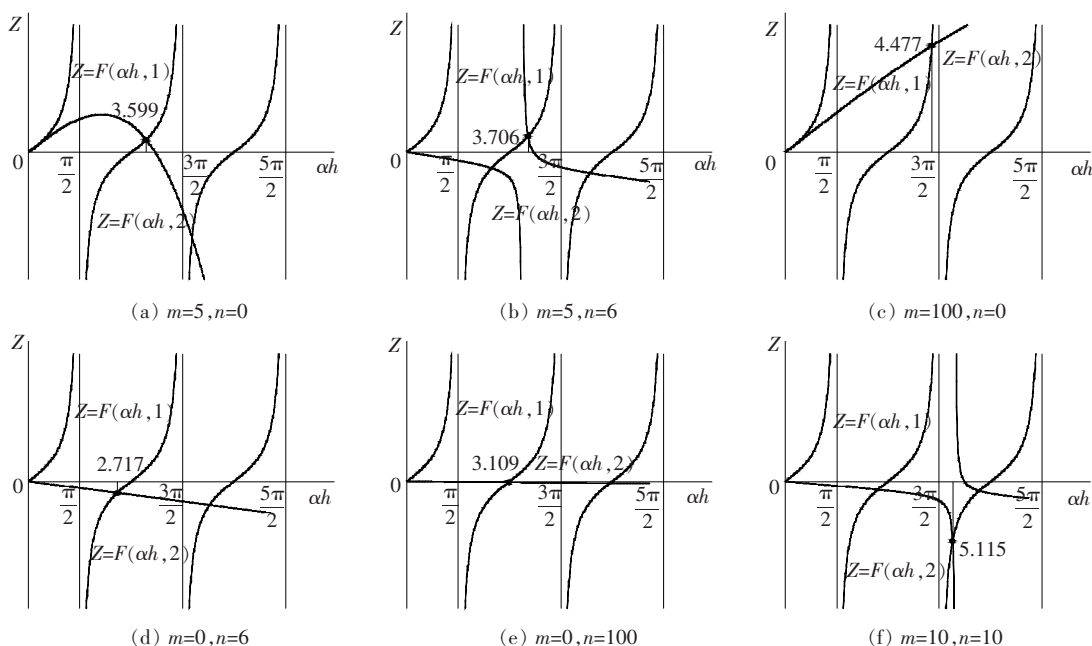 Z
Z=F(αh,1)
3.599
0
π/2
3π/2
5π/2
αh
Z=F(αh,2)
(a) m=5,n=0
Z
Z=F(αh,1)
3.706
0
π/2
3π/2
5π/2
αh
Z=F(αh,2)
(b) m=5,n=6
Z
4.477
Z=F(αh,2)
Z=F(αh,1)
0
π/2
3π/2
5π/2
αh
(c) m=100,n=0
Z
Z=F(αh,1)
2.717
0
π/2
3π/2
5π/2
αh
Z=F(αh,2)
(d) m=0,n=6
Z
Z=F(αh,1)
3.109
Z=F(αh,2)
0
π/2
3π/2
5π/2
αh
(e) m=0,n=100
Z
Z=F(αh,1)
0
π/2
3π/2
5π/2
αh
5.115
Z=F(αh,2)
(f) m=10,n=10